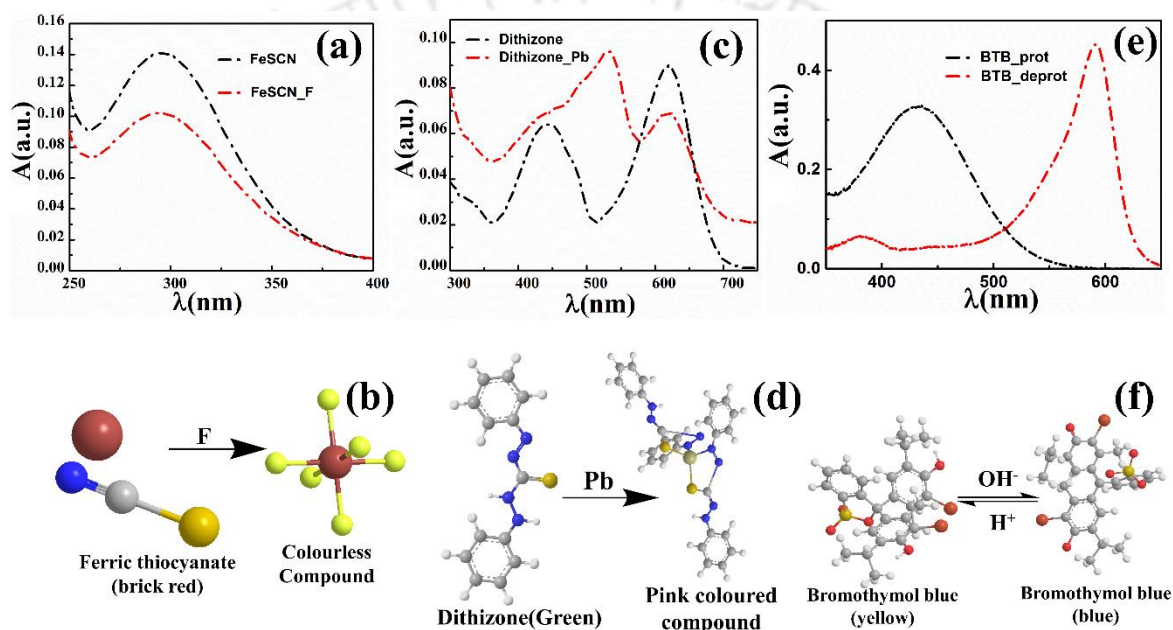 (a)
FeSCN
FeSCN_F
A(a.u.)
0.16
0.14
0.12
0.10
0.08
0.06
0.04
0.02
0.00
250
300
350
400
λ(nm)
(c)
Dithizone
Dithizone_Pb
A(a.u.)
0.10
0.08
0.06
0.04
0.02
0.00
300
400
500
600
700
λ(nm)
(e)
BTB_prot
BTB_deprot
A(a.u.)
0.4
0.2
0.0
400
500
600
λ(nm)
(b)
F
Ferric thiocyanate
(brick red)
Colourless
Compound
(d)
Pb
Dithizone(Green)
Pink coloured
compound
(f)
OH⁻
H⁺
Bromothymol blue
(yellow)
Bromothymol blue
(blue)